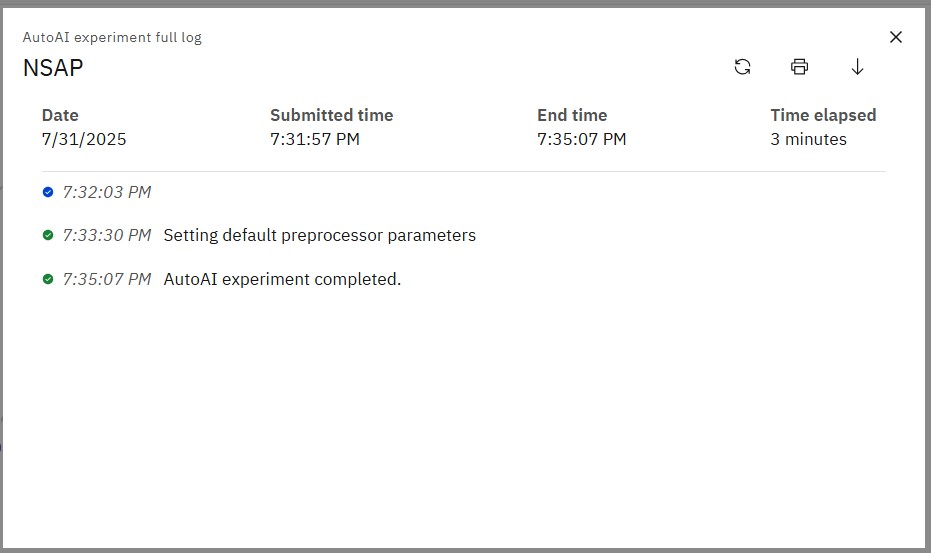 AutoAI experiment full log
NSAP
Date Submitted time End time Time elapsed
7/31/2025 7:31:57 PM 7:35:07 PM 3 minutes
7:32:03 PM
7:33:30 PM Setting default preprocessor parameters
7:35:07 PM AutoAI experiment completed.